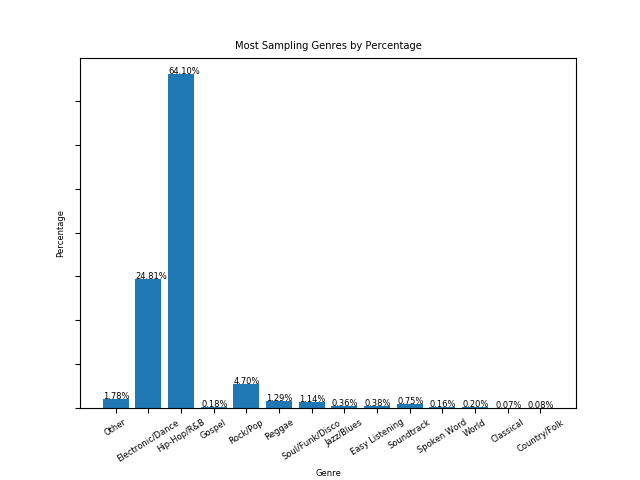 Most Sampling Genres by Percentage
64.10%
24.81%
4.70%
1.78%
1.29%
1.14%
0.75%
0.36%
0.38%
0.18%
0.16%
0.20%
0.07%
0.08%
Percentage
Other
Electronic/Dance
Hip-Hop/R&B
Gospel
Rock/Pop
Reggae
Soul/Funk/Disco
Jazz/Blues
Easy Listening
Soundtrack
Spoken Word
World
Classical
Country/Folk
Genre